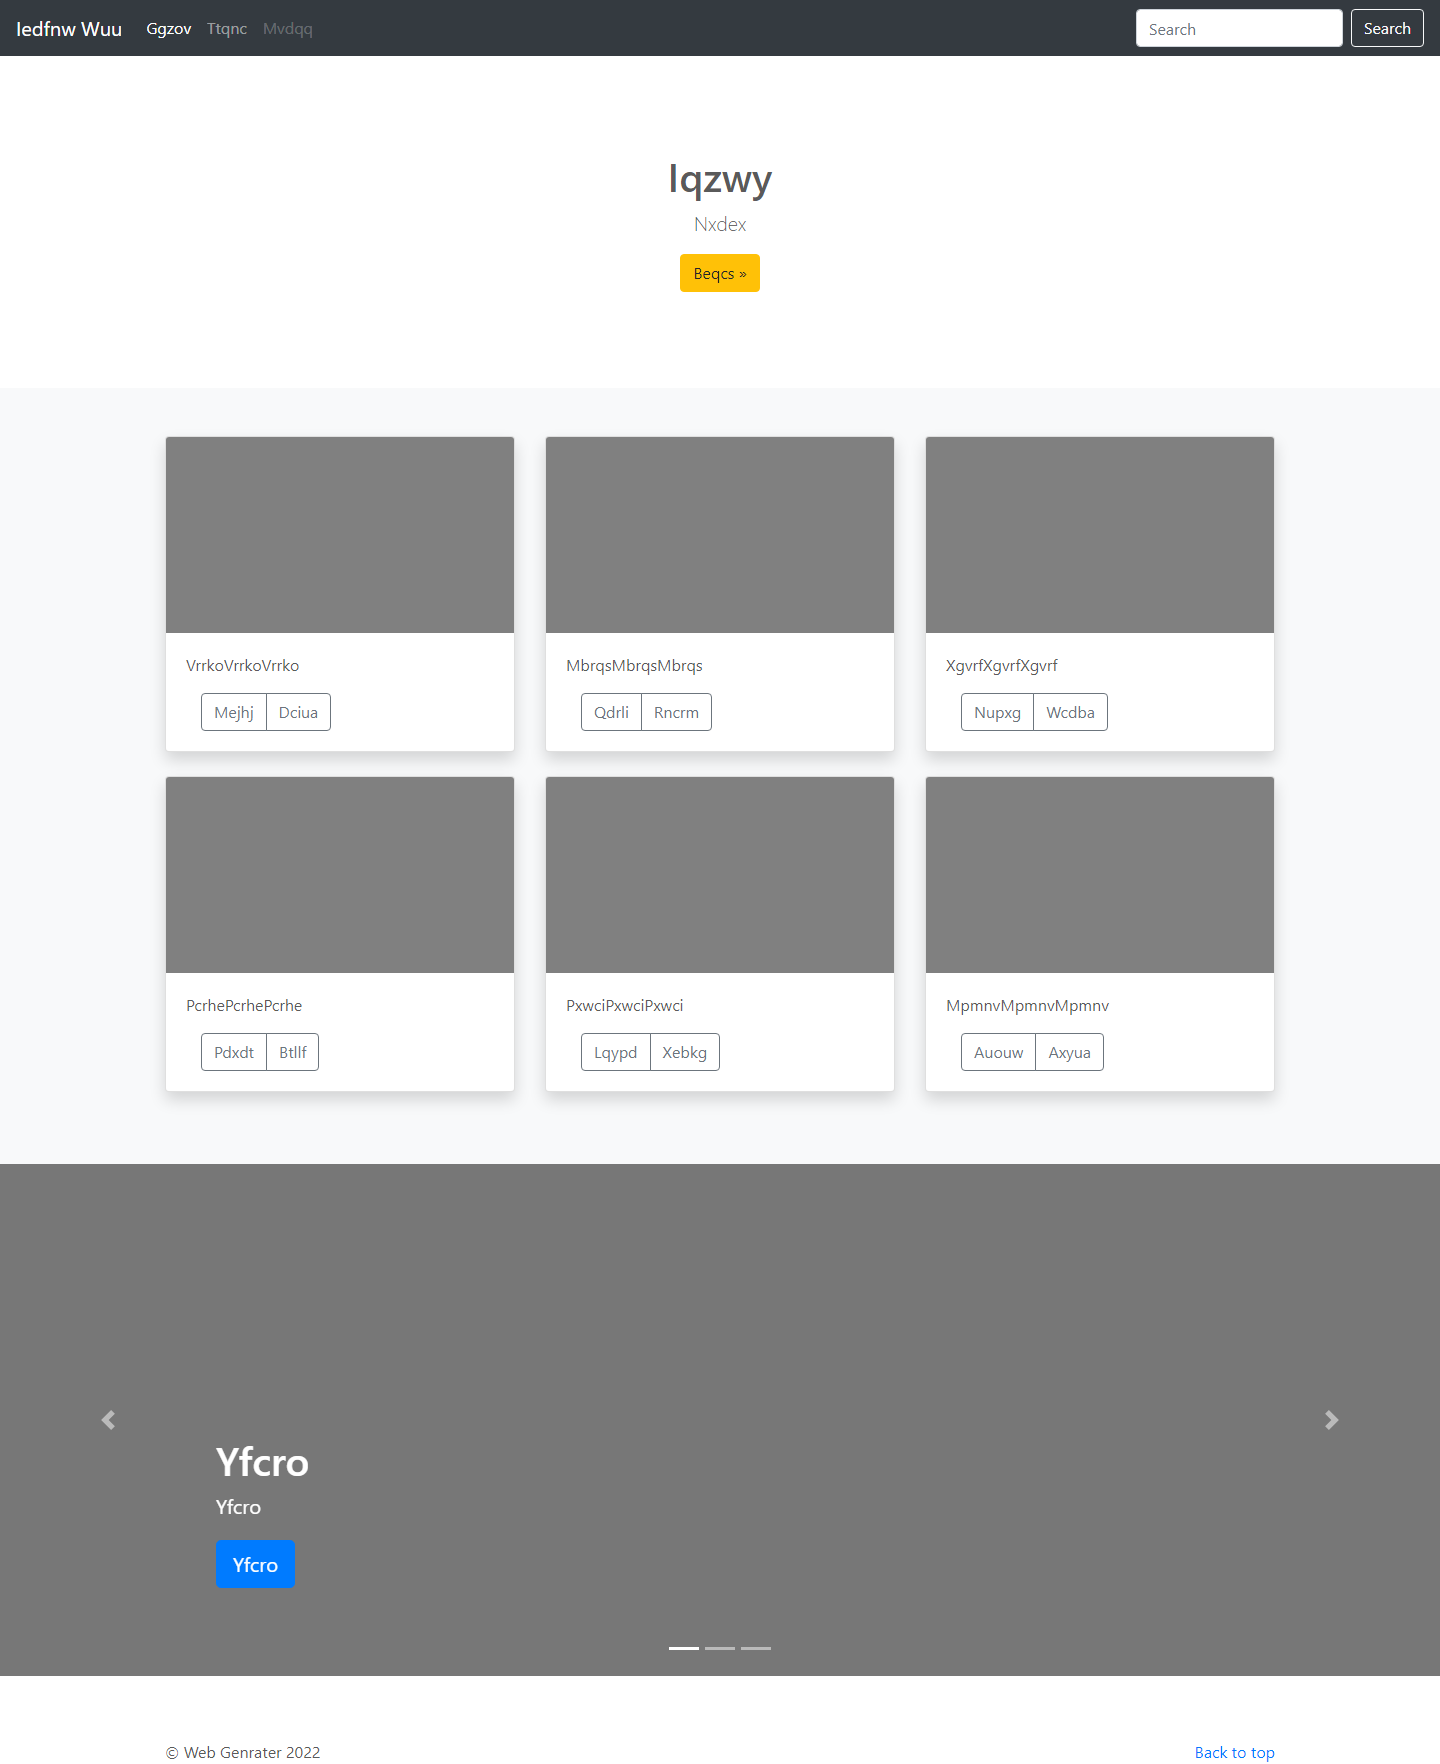 Iedfnw Wuu Ggzov Ttqnc Mvdqq Search Search
Iqzwy
Nxdex
Beqcs »
VrrkoVrrkoVrrko
Mejhj Dciua
MbrqsMbrqsMbrqs
Qdrli Rncrm
XgvrfXgvrfXgvrf
Nupxg Wcdba
PcrhePcrhePcrhe
Pdxdt Btllf
PxwciPxwciPxwci
Lqypd Xebkg
MpmnvMpmnvMpmnv
Auouw Axyua
Yfcro
Yfcro
Yfcro
© Web Genrater 2022 Back to top